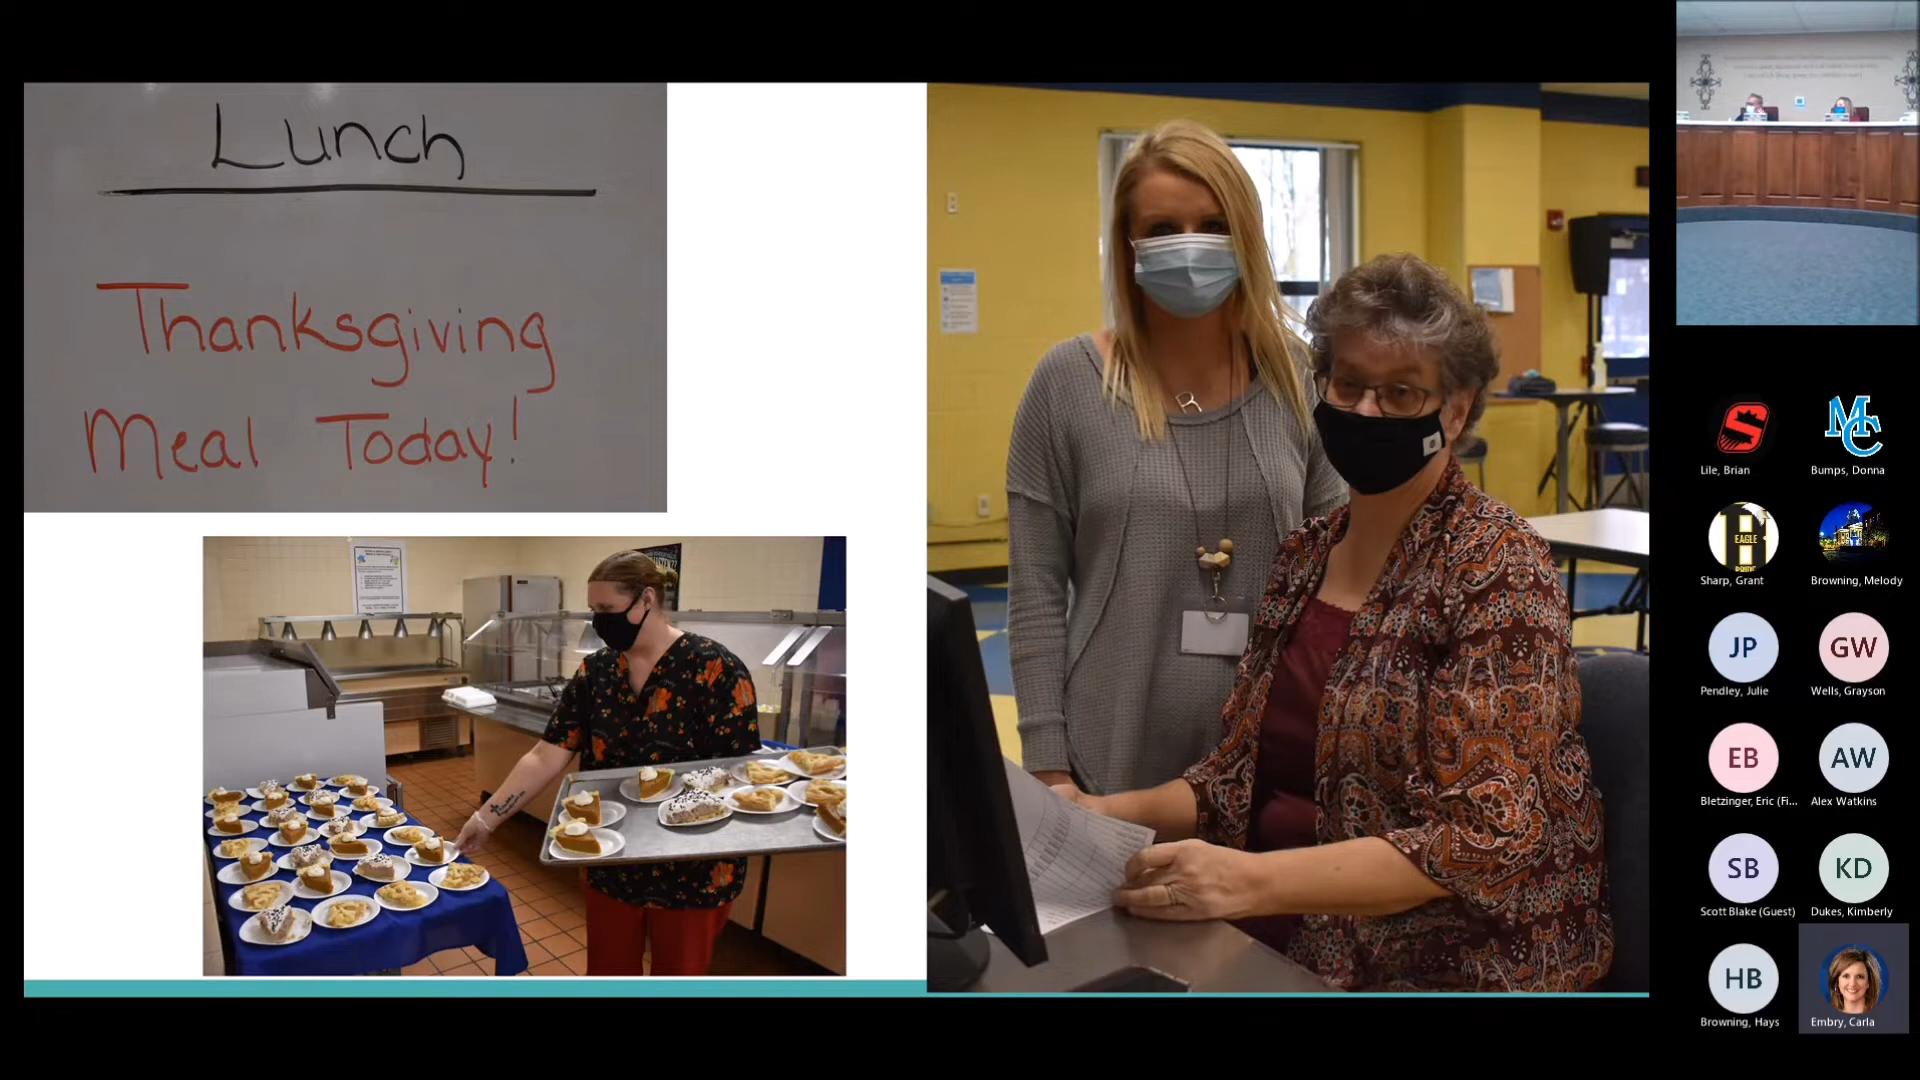 Lunch
Thanksgiving
Meal Today!
Lile, Brian
MC
Bumps, Donna
EAGLE
Sharp, Grant
Browning, Melody
JP
Pendley, Julie
GW
Wells, Grayson
EB
Bletzinger, Eric (Fi...
AW
Alex Watkins
SB
Scott Blake (Guest)
KD
Dukes, Kimberly
HB
Browning, Hays
Embry, Carla